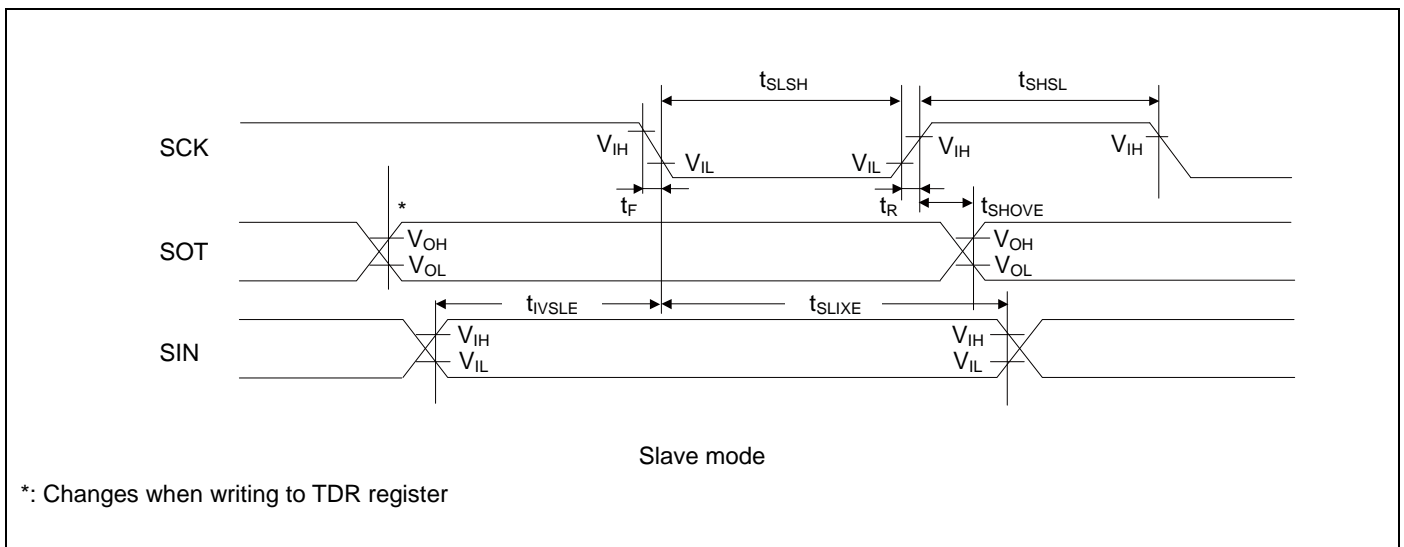 tSLSH tSHSL
SCK
VIH VIL VIL VIH VIH
tF tR tSHOVE
*
SOT
VOH VOH
VOL VOL
tIVSLE tSLIXE
SIN
VIH VIH
VIL VIL
Slave mode
*: Changes when writing to TDR register